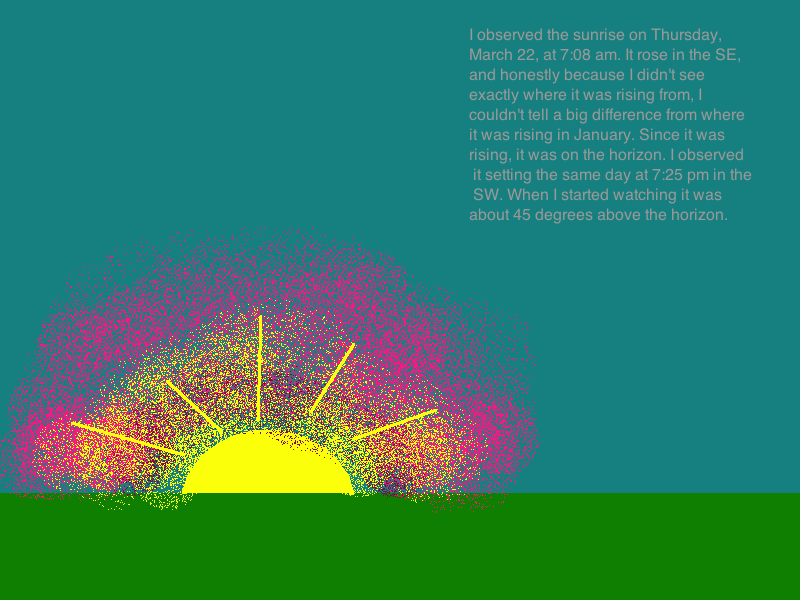 I observed the sunrise on Thursday,
March 22, at 7:08 am. It rose in the SE,
and honestly because I didn't see
exactly where it was rising from, I
couldn't tell a big difference from where
it was rising in January. Since it was
rising, it was on the horizon. I observed
it setting the same day at 7:25 pm in the
SW. When I started watching it was
about 45 degrees above the horizon.